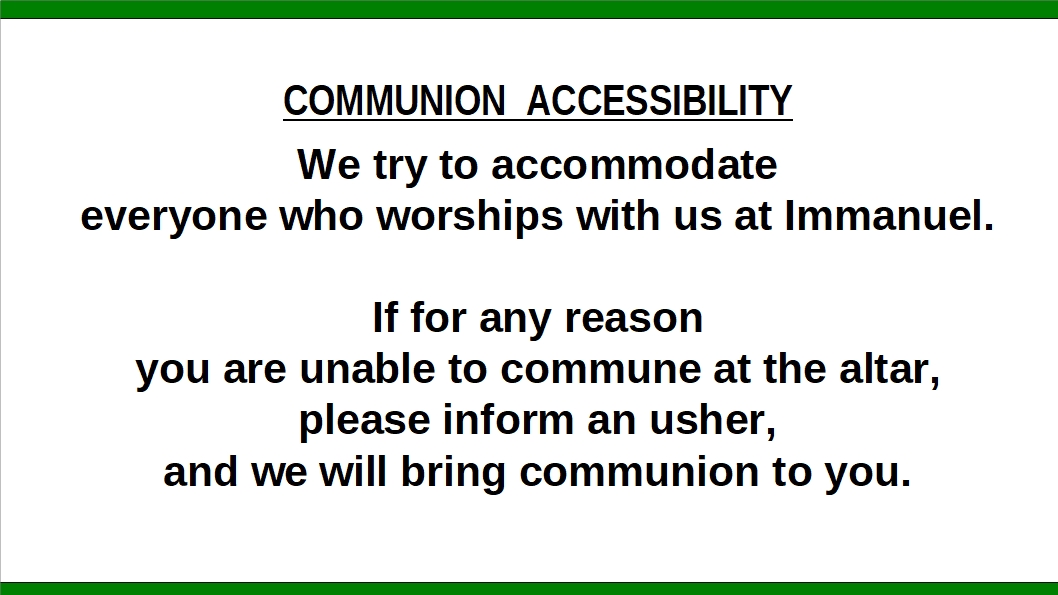 COMMUNION ACCESSIBILITY
We try to accommodate
everyone who worships with us at Immanuel.
If for any reason
you are unable to commune at the altar,
please inform an usher,
and we will bring communion to you.